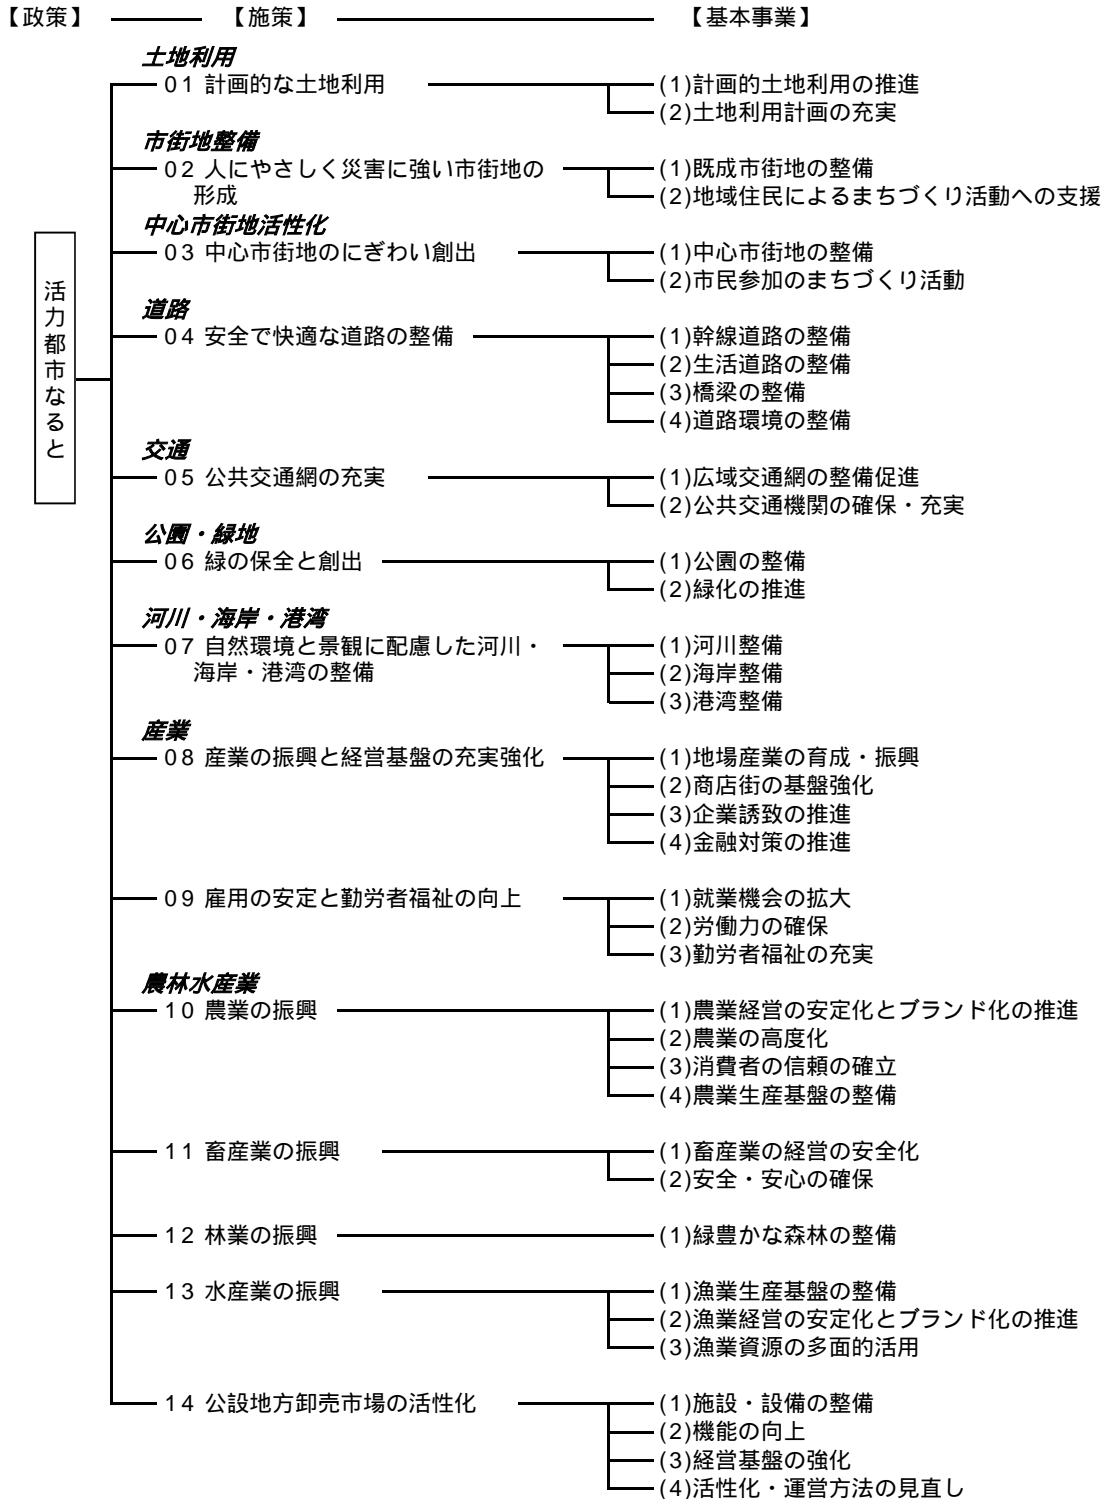 【政策】 【施策】 【基本事業】
土地利用
01 計画的な土地利用 (1)計画的土地利用の推進
(2)土地利用計画の充実
市街地整備
02 人にやさしく災害に強い市街地の (1)既成市街地の整備
形成 (2)地域住民によるまちづくり活動への支援
中心市街地活性化
03 中心市街地のにぎわい創出 (1)中心市街地の整備
(2)市民参加のまちづくり活動
活力都市なると
道路
04 安全で快適な道路の整備 (1)幹線道路の整備
(2)生活道路の整備
(3)橋梁の整備
(4)道路環境の整備
交通
05 公共交通網の充実 (1)広域交通網の整備促進
(2)公共交通機関の確保・充実
公園・緑地
06 緑の保全と創出 (1)公園の整備
(2)緑化の推進
河川・海岸・港湾
07 自然環境と景観に配慮した河川・ (1)河川整備
海岸・港湾の整備 (2)海岸整備
(3)港湾整備
産業
08 産業の振興と経営基盤の充実強化 (1)地場産業の育成・振興
(2)商店街の基盤強化
(3)企業誘致の推進
(4)金融対策の推進
09 雇用の安定と勤労者福祉の向上 (1)就業機会の拡大
(2)労働力の確保
(3)勤労者福祉の充実
農林水産業
10 農業の振興 (1)農業経営の安定化とブランド化の推進
(2)農業の高度化
(3)消費者の信頼の確立
(4)農業生産基盤の整備
11 畜産業の振興 (1)畜産業の経営の安全化
(2)安全・安心の確保
12 林業の振興 (1)緑豊かな森林の整備
13 水産業の振興 (1)漁業生産基盤の整備
(2)漁業経営の安定化とブランド化の推進
(3)漁業資源の多面的活用
14 公設地方卸売市場の活性化 (1)施設・設備の整備
(2)機能の向上
(3)経営基盤の強化
(4)活性化・運営方法の見直し